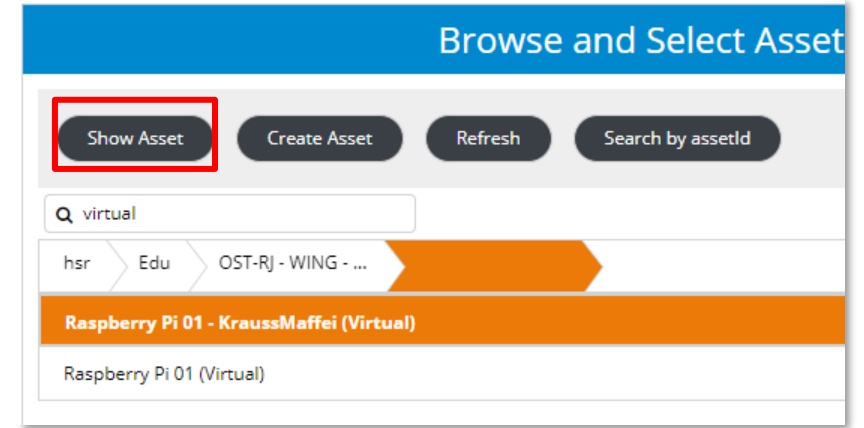 Browse and Select Asset
Show Asset Create Asset Refresh Search by assetId
virtual
hsr Edu OST-RJ - WING - ...
Raspberry Pi 01 - KraussMaffei (Virtual)
Raspberry Pi 01 (Virtual)